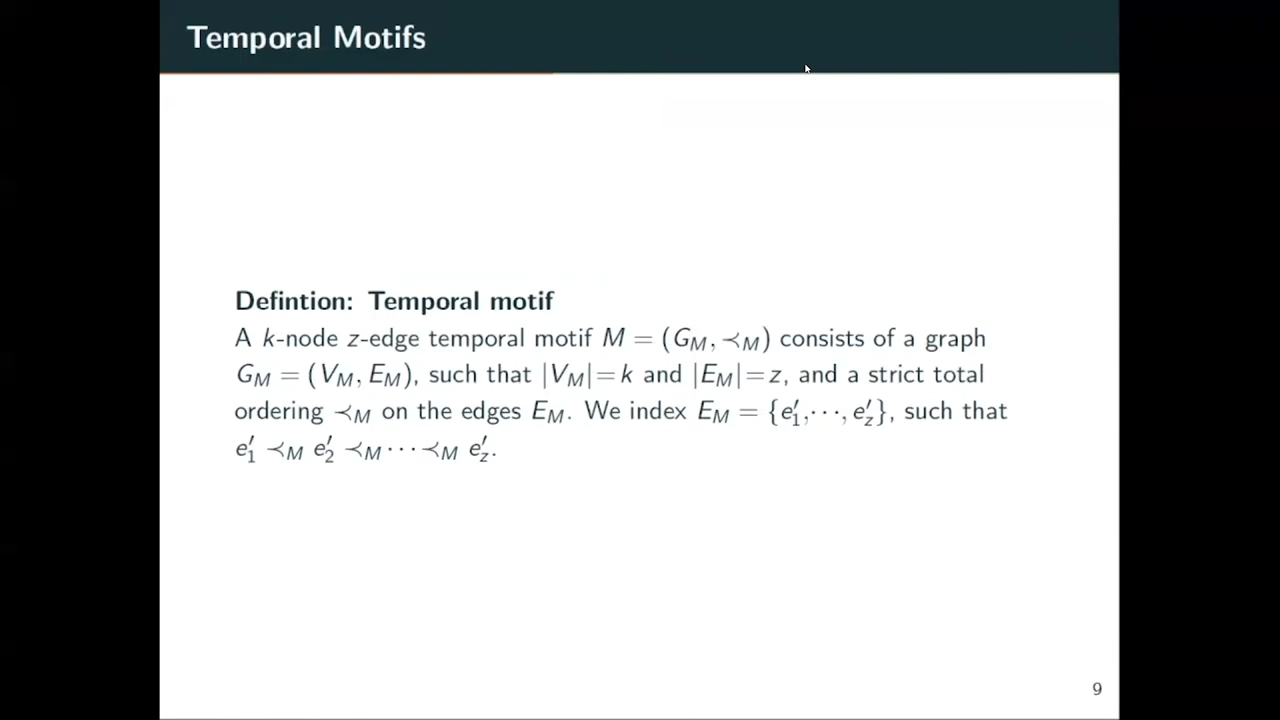 Temporal Motifs
Defintion: Temporal motif
A k-node z-edge temporal motif M = (G_M, ≺_M) consists of a graph
G_M = (V_M, E_M), such that |V_M|=k and |E_M|=z, and a strict total
ordering ≺_M on the edges E_M. We index E_M = {e′_1,⋯, e′_z}, such that
e′_1 ≺_M e′_2 ≺_M ⋯ ≺_M e′_z.
9